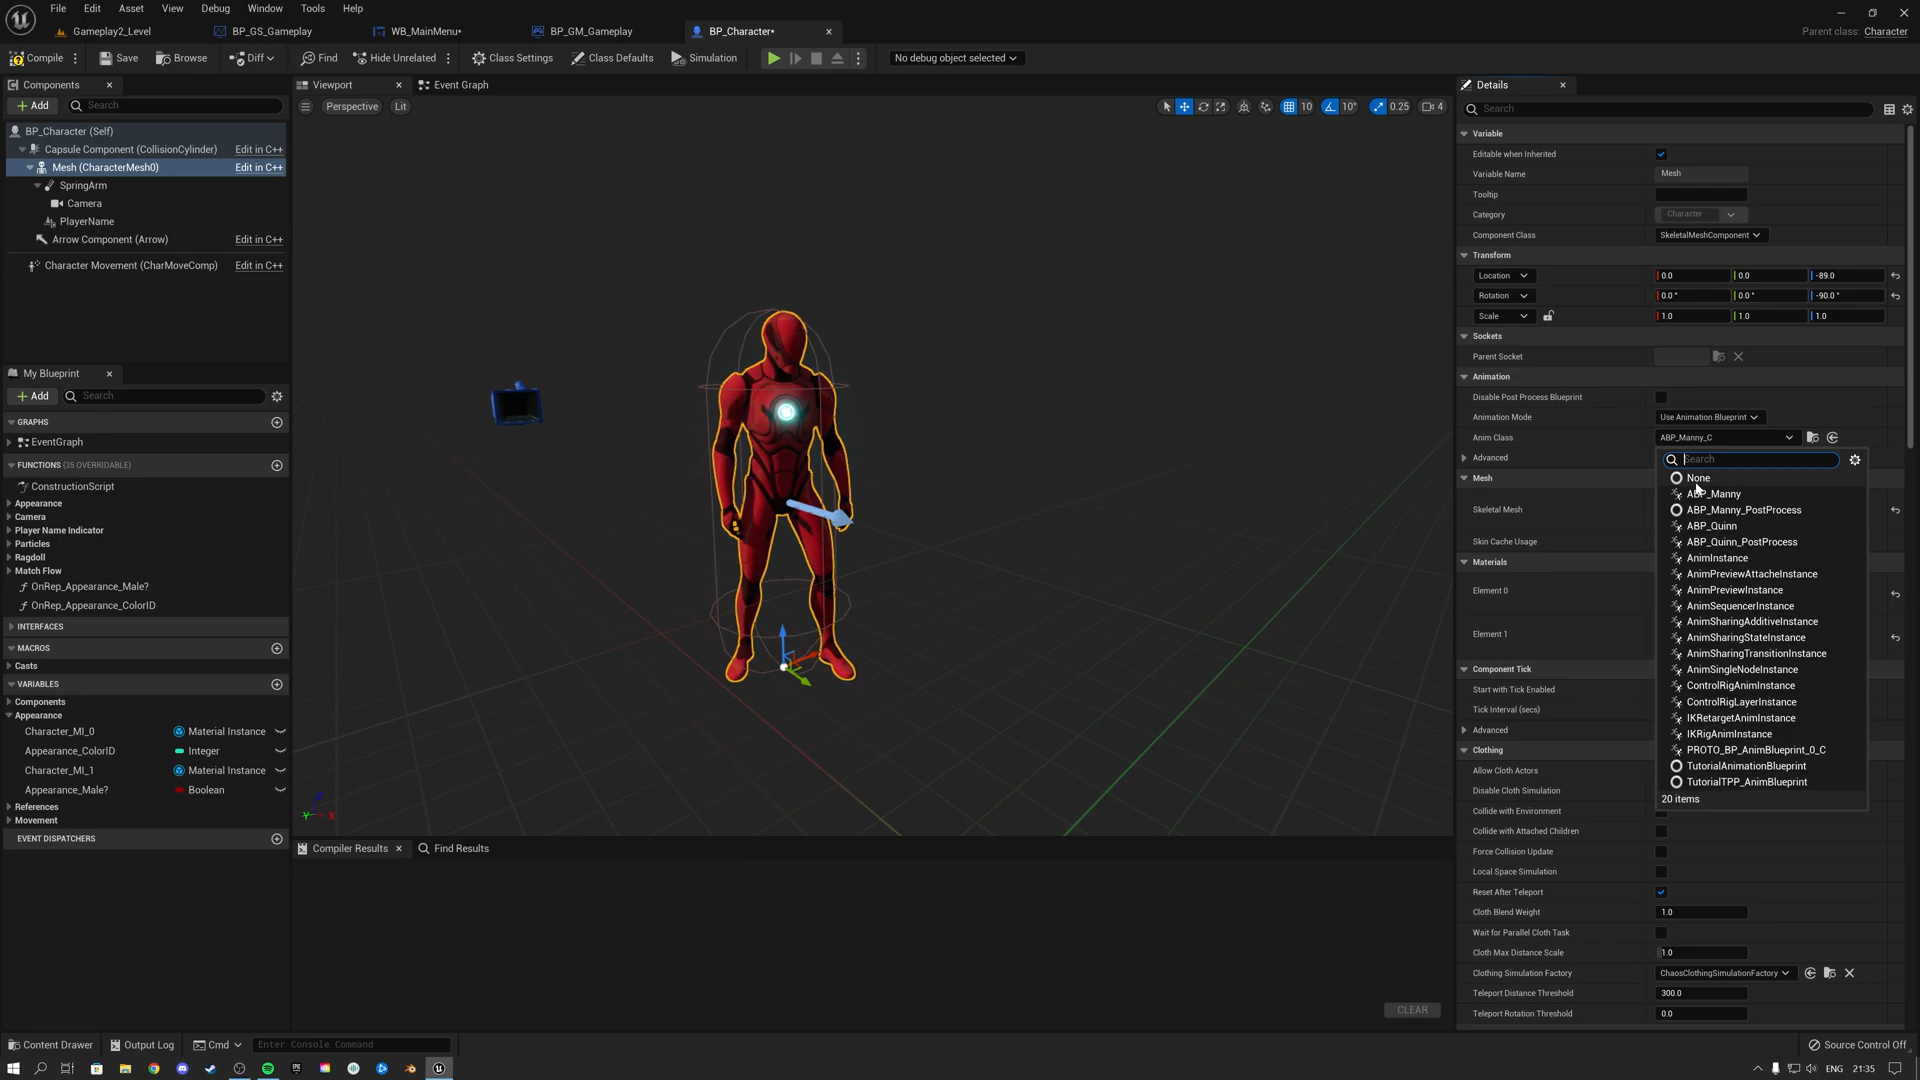 File Edit Asset View Debug Window Tools Help
Gameplay2_Level BP_GS_Gameplay WB_MainMenu* BP_GM_Gameplay BP_Character* Parent class: Character
Compile Save Browse Diff Find Hide Unrelated Class Settings Class Defaults Simulation No debug object selected
Components
Add Search
BP_Character (Self)
Capsule Component (CollisionCylinder) Edit in C++
Mesh (CharacterMesh0) Edit in C++
SpringArm
Camera
PlayerName
Arrow Component (Arrow) Edit in C++
Character Movement (CharMoveComp) Edit in C++
My Blueprint
Add Search
GRAPHS
EventGraph
FUNCTIONS (35 OVERRIDABLE)
ConstructionScript
Appearance
Camera
Player Name Indicator
Particles
Ragdoll
Match Flow
OnRep_Appearance_Male?
OnRep_Appearance_ColorID
INTERFACES
MACROS
Casts
VARIABLES
Components
Appearance
Character_MI_0 Material Instance
Appearance_ColorID Integer
Character_MI_1 Material Instance
Appearance_Male? Boolean
References
Movement
EVENT DISPATCHERS
Viewport Event Graph
Perspective Lit 10 10° 0.25 4
Z
Y X
Compiler Results Find Results
CLEAR
Details
Search
Variable
Editable when Inherited
Variable Name Mesh
Tooltip
Category Character
Component Class SkeletalMeshComponent
Transform
Location 0.0 0.0 -89.0
Rotation 0.0° 0.0° -90.0°
Scale 1.0 1.0 1.0
Sockets
Parent Socket
Animation
Disable Post Process Blueprint
Animation Mode Use Animation Blueprint
Anim Class ABP_Manny_C
Advanced
Mesh
Skeletal Mesh
Skin Cache Usage
Materials
Element 0
Element 1
Component Tick
Start with Tick Enabled
Tick Interval (secs)
Advanced
Clothing
Allow Cloth Actors
Disable Cloth Simulation
Collide with Environment
Collide with Attached Children
Force Collision Update
Local Space Simulation
Reset After Teleport
Cloth Blend Weight 1.0
Wait for Parallel Cloth Task
Cloth Max Distance Scale 1.0
Clothing Simulation Factory ChaosClothingSimulationFactory
Teleport Distance Threshold 300.0
Teleport Rotation Threshold 0.0
Search
None
ABP_Manny
ABP_Manny_PostProcess
ABP_Quinn
ABP_Quinn_PostProcess
AnimInstance
AnimPreviewAttacheInstance
AnimPreviewInstance
AnimSequencerInstance
AnimSharingAdditiveInstance
AnimSharingStateInstance
AnimSharingTransitionInstance
AnimSingleNodeInstance
ControlRigAnimInstance
ControlRigLayerInstance
IKRetargetAnimInstance
IKRigAnimInstance
PROTO_BP_AnimBlueprint_0_C
TutorialAnimationBlueprint
TutorialTPP_AnimBlueprint
20 items
Content Drawer Output Log Cmd Enter Console Command Source Control Off
ENG 21:35